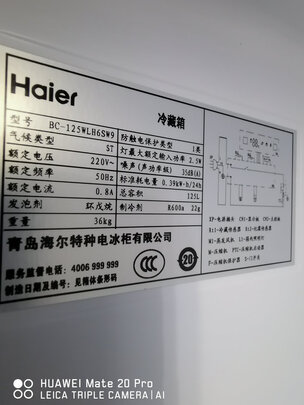 Haier
冷藏箱
型号 BC-125WLH6SW9 防触电保护类型 I类
气候类型 ST 灯最大额定输入功率 2.5W
额定电压 220V~ 噪声(声功率级) 35dB(A)
额定频率 50Hz 标准耗电量 0.39kW·h/24h
额定电流 0.8A 总容积 125L
发泡剂 环戊烷 制冷剂 R600a 22g
重量 36kg
青岛海尔特种电冰柜有限公司
服务监督电话: 4006 999 999
制造日期及编号: 见箱体条形码
20
HUAWEI Mate 20 Pro
LEICA TRIPLE CAMERA | AI